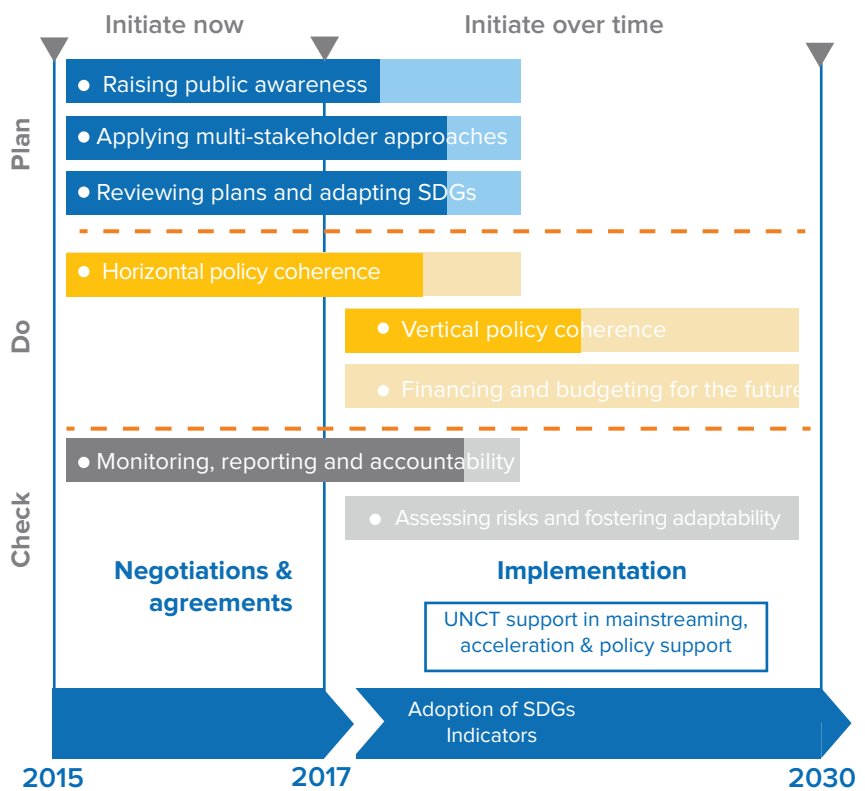 Initiate now
Initiate over time
Plan
Raising public awareness
Applying multi-stakeholder approaches
Reviewing plans and adapting SDGs
Do
Horizontal policy coherence
Vertical policy coherence
Financing and budgeting for the future
Check
Monitoring, reporting and accountability
Assessing risks and fostering adaptability
Negotiations &
agreements
Implementation
UNCT support in mainstreaming,
acceleration & policy support
Adoption of SDGs
Indicators
2015
2017
2030